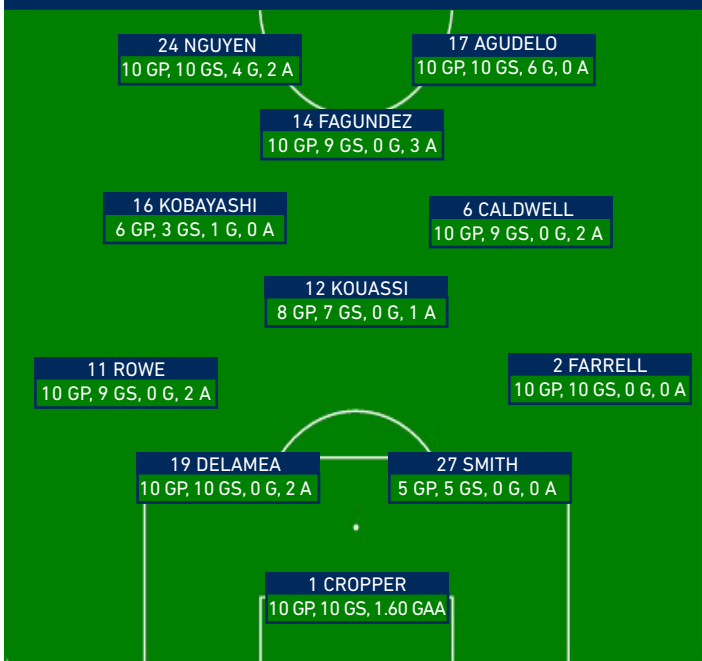 24 NGUYEN
10 GP, 10 GS, 4 G, 2 A
17 AGUDELO
10 GP, 10 GS, 6 G, 0 A
14 FAGUNDEZ
10 GP, 9 GS, 0 G, 3 A
16 KOBAYASHI
6 GP, 3 GS, 1 G, 0 A
6 CALDWELL
10 GP, 9 GS, 0 G, 2 A
12 KOUASSI
8 GP, 7 GS, 0 G, 1 A
11 ROWE
10 GP, 9 GS, 0 G, 2 A
2 FARRELL
10 GP, 10 GS, 0 G, 0 A
19 DELAMEA
10 GP, 10 GS, 0 G, 2 A
27 SMITH
5 GP, 5 GS, 0 G, 0 A
1 CROPPER
10 GP, 10 GS, 1.60 GAA